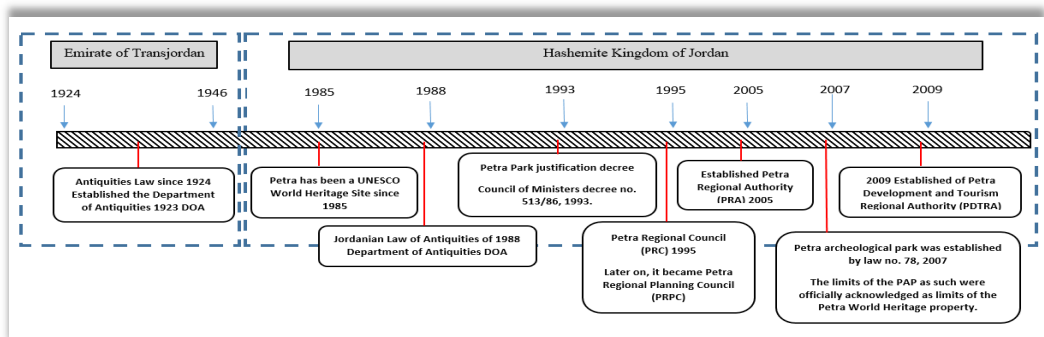 Emirate of Transjordan
Hashemite Kingdom of Jordan
1924
1946
1985
1988
1993
1995
2005
2007
2009
Antiquities Law since 1924
Established the Department
of Antiquities 1923 DOA
Petra has been a UNESCO
World Heritage Site since
1985
Jordanian Law of Antiquities of 1988
Department of Antiquities DOA
Petra Park justification decree
Council of Ministers decree no.
513/86, 1993.
Petra Regional Council
(PRC) 1995
Later on, it became Petra
Regional Planning Council
(PRPC)
Established Petra
Regional Authority
(PRA) 2005
Petra archeological park was established
by law no. 78, 2007
The limits of the PAP as such were
officially acknowledged as limits of the
Petra World Heritage property.
2009 Established of Petra
Development and Tourism
Regional Authority (PDTRA)